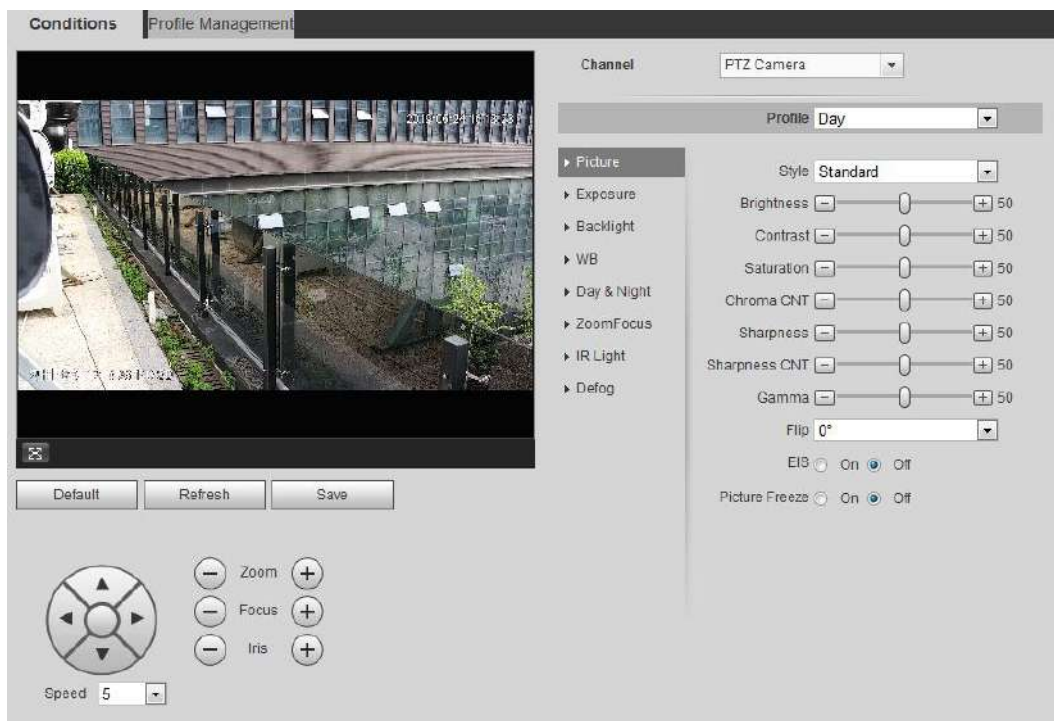 Conditions
Profile Management
Channel PTZ Camera
Profile Day
Picture
Exposure
Backlight
WB
Day & Night
ZoomFocus
IR Light
Defog
Style Standard
Brightness 50
Contrast 50
Saturation 50
Chroma CNT 50
Sharpness 50
Sharpness CNT 50
Gamma 50
Flip 0°
EIS On Off
Picture Freeze On Off
Default Refresh Save
Zoom
Focus
Iris
Speed 5